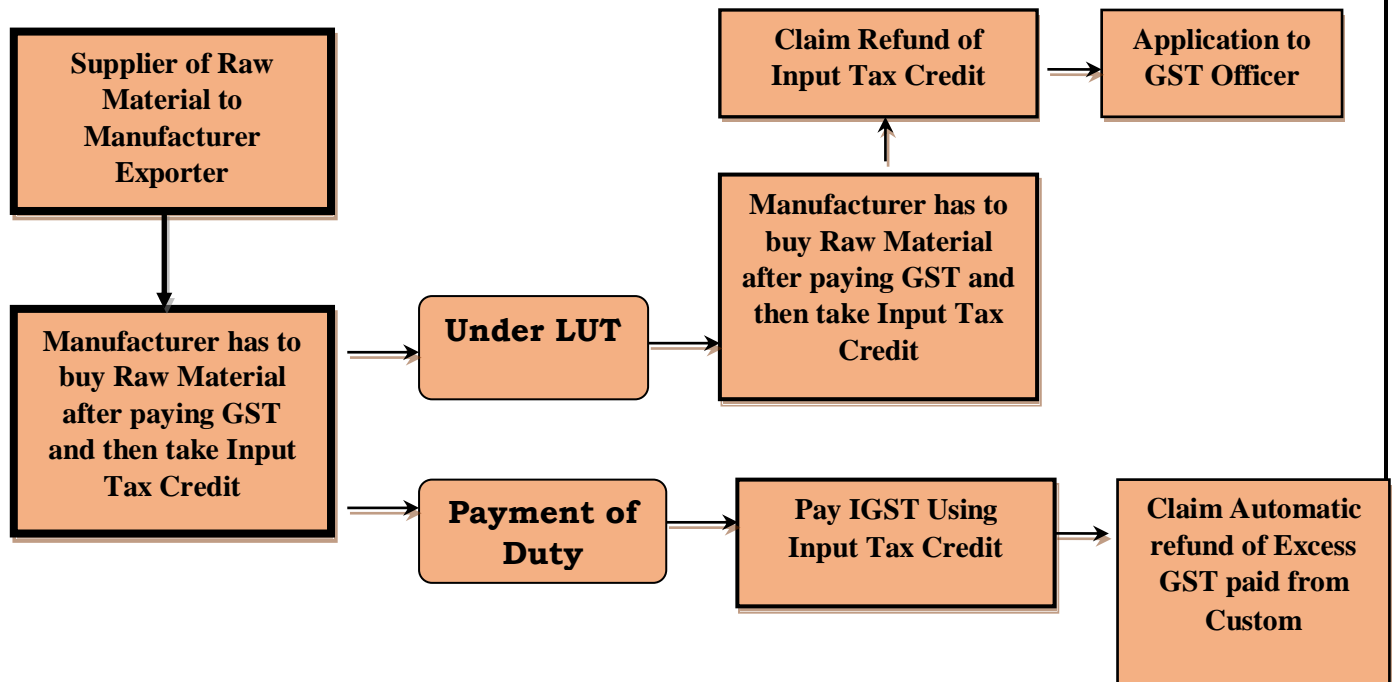 Supplier of Raw
Material to
Manufacturer
Exporter
Manufacturer has to
buy Raw Material
after paying GST
and then take Input
Tax Credit
Under LUT
Manufacturer has to
buy Raw Material
after paying GST and
then take Input Tax
Credit
Claim Refund of
Input Tax Credit
Application to
GST Officer
Payment of
Duty
Pay IGST Using
Input Tax Credit
Claim Automatic
refund of Excess
GST paid from
Custom